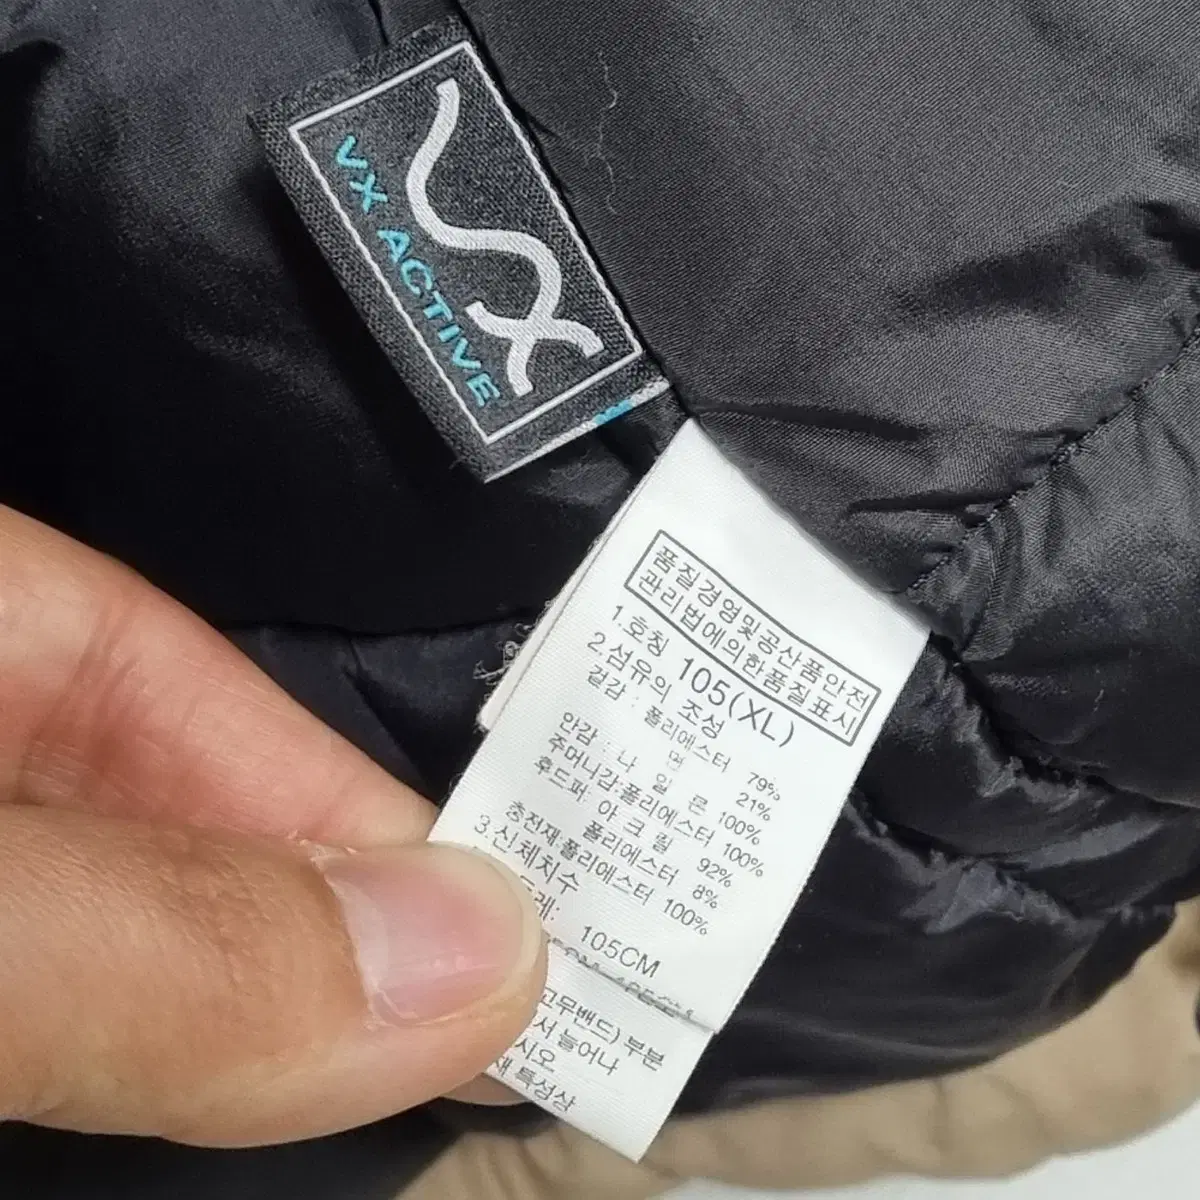 VX ACTIVE
품질경영및공산품안전
관리법에의한품질표시
1.호칭 105(XL)
2.섬유의 조성
겉감 : 폴리에스터 79%
면 21%
안감 : 나 일 론 100%
주머니감:폴리에스터 100%
후드퍼: 아 크 릴 92%
폴리에스터 8%
충전재:폴리에스터 100%
3.신체치수
105CM
고무밴드) 부분
서 늘어나
시오
재 특성상